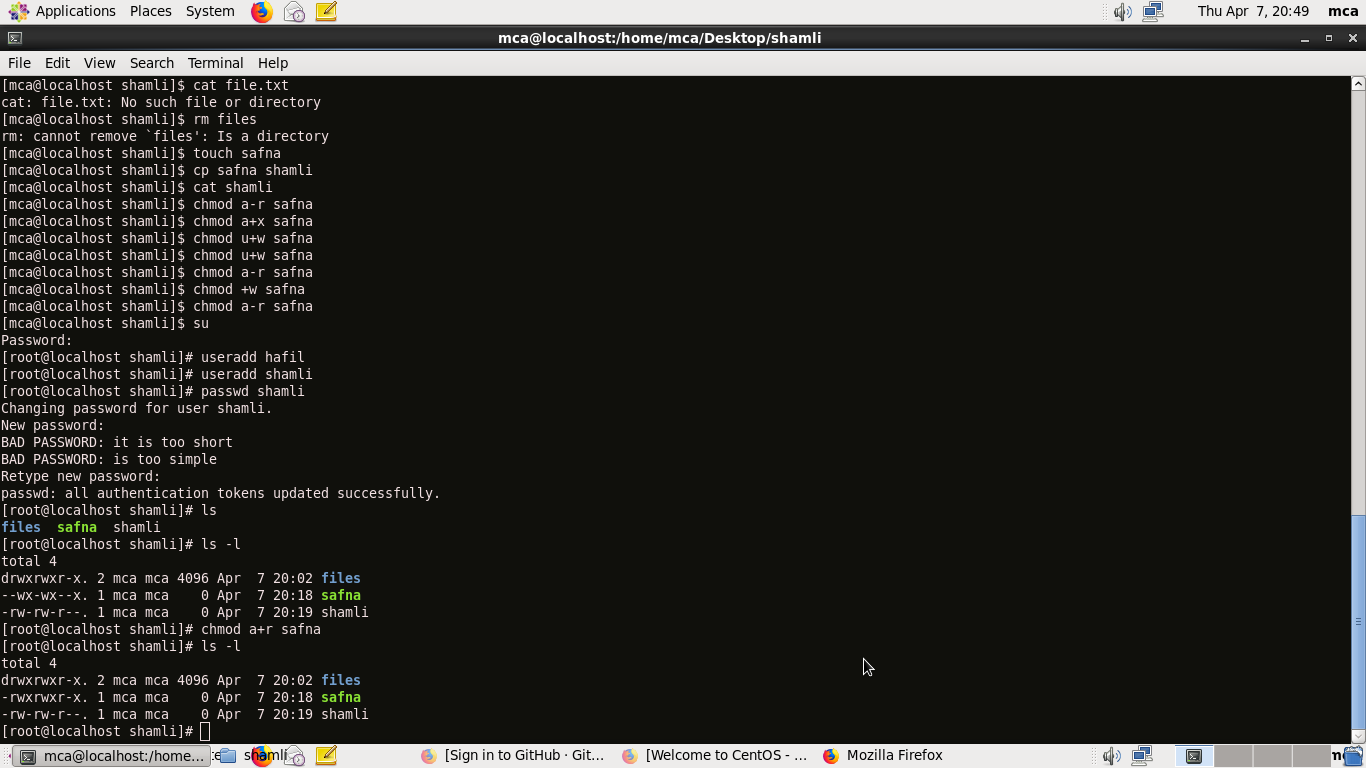 Applications Places System Thu Apr 7, 20:49 mca
mca@localhost:/home/mca/Desktop/shamli
File Edit View Search Terminal Help
[mca@localhost shamli]$ cat file.txt
cat: file.txt: No such file or directory
[mca@localhost shamli]$ rm files
rm: cannot remove `files': Is a directory
[mca@localhost shamli]$ touch safna
[mca@localhost shamli]$ cp safna shamli
[mca@localhost shamli]$ cat shamli
[mca@localhost shamli]$ chmod a-r safna
[mca@localhost shamli]$ chmod a+x safna
[mca@localhost shamli]$ chmod u+w safna
[mca@localhost shamli]$ chmod u+w safna
[mca@localhost shamli]$ chmod a-r safna
[mca@localhost shamli]$ chmod +w safna
[mca@localhost shamli]$ chmod a-r safna
[mca@localhost shamli]$ su
Password:
[root@localhost shamli]# useradd hafil
[root@localhost shamli]# useradd shamli
[root@localhost shamli]# passwd shamli
Changing password for user shamli.
New password:
BAD PASSWORD: it is too short
BAD PASSWORD: is too simple
Retype new password:
passwd: all authentication tokens updated successfully.
[root@localhost shamli]# ls
files  safna  shamli
[root@localhost shamli]# ls -l
total 4
drwxrwxr-x. 2 mca mca 4096 Apr  7 20:02 files
--wx-wx--x. 1 mca mca    0 Apr  7 20:18 safna
-rw-rw-r--. 1 mca mca    0 Apr  7 20:19 shamli
[root@localhost shamli]# chmod a+r safna
[root@localhost shamli]# ls -l
total 4
drwxrwxr-x. 2 mca mca 4096 Apr  7 20:02 files
-rwxrwxr-x. 1 mca mca    0 Apr  7 20:18 safna
-rw-rw-r--. 1 mca mca    0 Apr  7 20:19 shamli
[root@localhost shamli]#
mca@localhost:/home... shamli [Sign in to GitHub · Git... [Welcome to CentOS - ... Mozilla Firefox